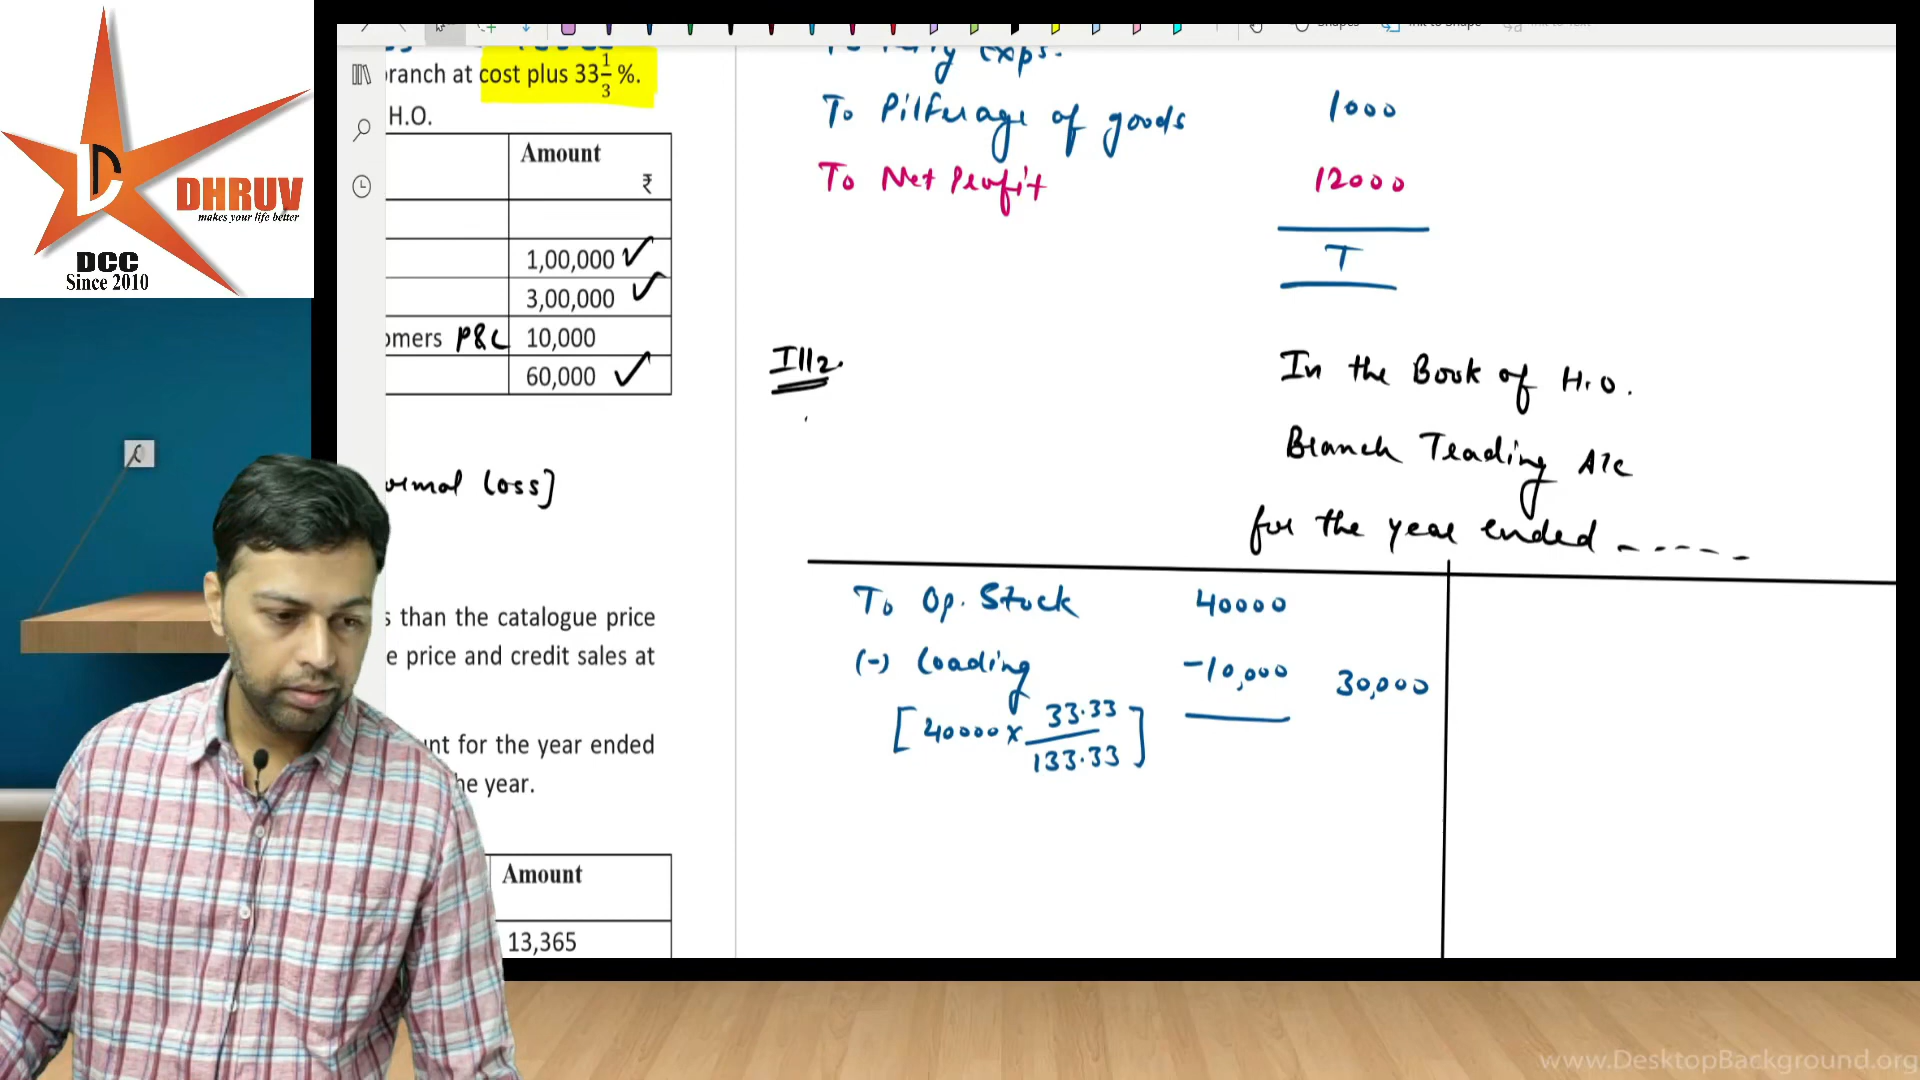 DHRUV
makes your life better
DCC
Since 2010
ranch at cost plus 33 1/3 %.
H.O.
Amount
₹
1,00,000 ✓
3,00,000 ✓
omers P&L 10,000
60,000 ✓
ormal Loss]
s than the catalogue price
e price and credit sales at
nt for the year ended
he year.
Amount
13,365
Exps.
To Pilferage of goods 1000
To Net Profit 12000
T
Ill 2.
In the Book of H.O.
Branch Trading A/c
for the year ended -----
To Op. Stock 40000
(-) Loading -10,000 30,000
[40000 x 33.33/133.33]
www.DesktopBackground.org